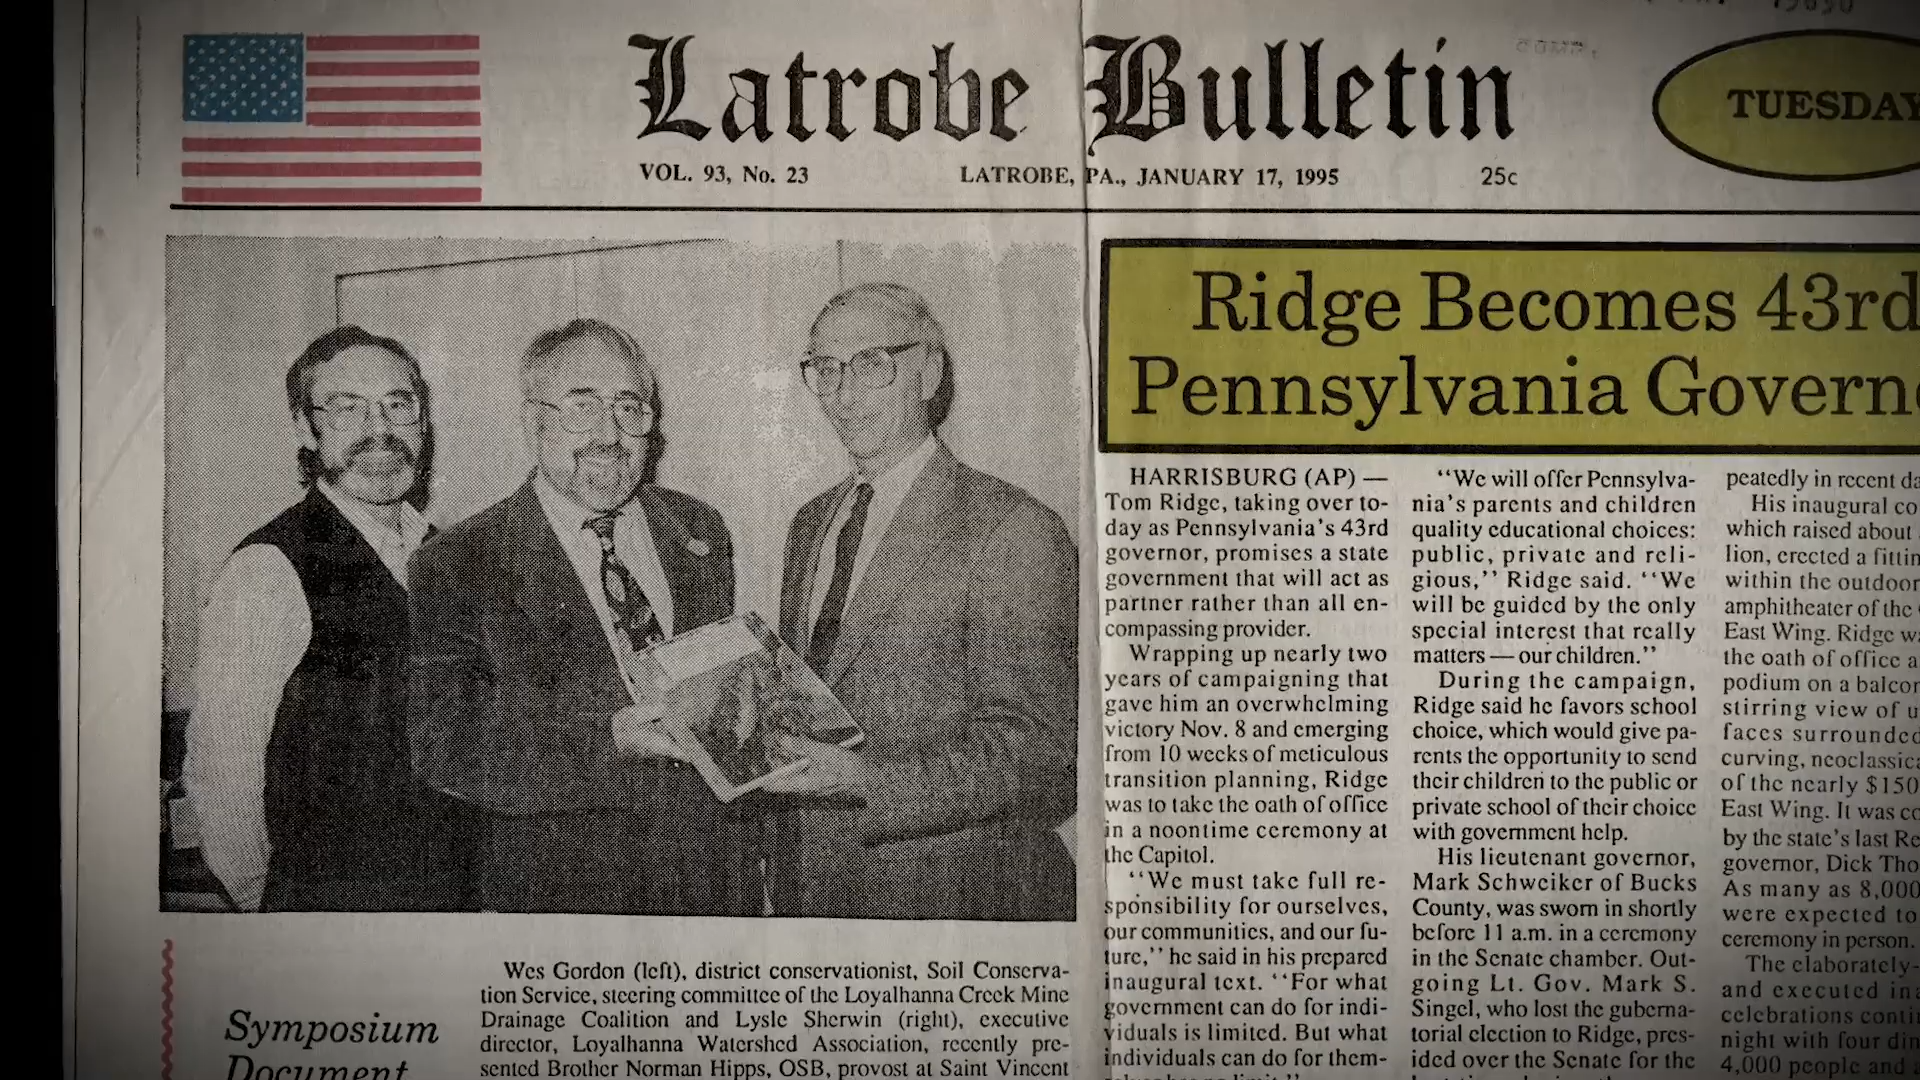 Latrobe Bulletin
TUESDAY
VOL. 93, No. 23
LATROBE, PA., JANUARY 17, 1995
25c
Ridge Becomes 43rd
Pennsylvania
HARRISBURG (AP) —
Tom Ridge, taking over to-
day as Pennsylvania's 43rd
governor, promises a state
government that will act as
partner rather than all en-
compassing provider.
Wrapping up nearly two
years of campaigning that
gave him an overwhelming
victory Nov. 8 and emerging
from 10 weeks of meticulous
transition planning, Ridge
was to take the oath of office
in a noontime ceremony at
the Capitol.
"We must take full re-
sponsibility for ourselves,
our communities, and our fu-
ture," he said in his prepared
inaugural text. "For what
government can do for indi-
viduals is limited. But what
individuals can do for them-
"We will offer Pennsylva-
nia's parents and children
quality educational choices:
public, private and reli-
gious," Ridge said. "We
will be guided by the only
special interest that really
matters — our children."
During the campaign,
Ridge said he favors school
choice, which would give pa-
rents the opportunity to send
their children to the public or
private school of their choice
with government help.
His lieutenant governor,
Mark Schweiker of Bucks
County, was sworn in shortly
before 11 a.m. in a ceremony
in the Senate chamber. Out-
going Lt. Gov. Mark S.
Singel, who lost the guberna-
torial election to Ridge, pres-
ided over the Senate for the
peatedly in recent
His inaugural
which raised about
lion, erected a
within the outdoor
amphitheater of the
East Wing. Ridge
the oath of office
podium on a
stirring view of
faces surrounded
curving,
of the nearly $150
East Wing. It was
by the state's last
governor, Dick
As many as 8,000
were expected to
ceremony in person.
The elaborately-
and executed
celebrations
night with four
4,000 people and
Symposium
Document
Wes Gordon (left), district conservationist, Soil Conserva-
tion Service, steering committee of the Loyalhanna Creek Mine
Drainage Coalition and Lysle Sherwin (right), executive
director, Loyalhanna Watershed Association, recently pre-
sented Brother Norman Hipps, OSB, provost at Saint Vincent